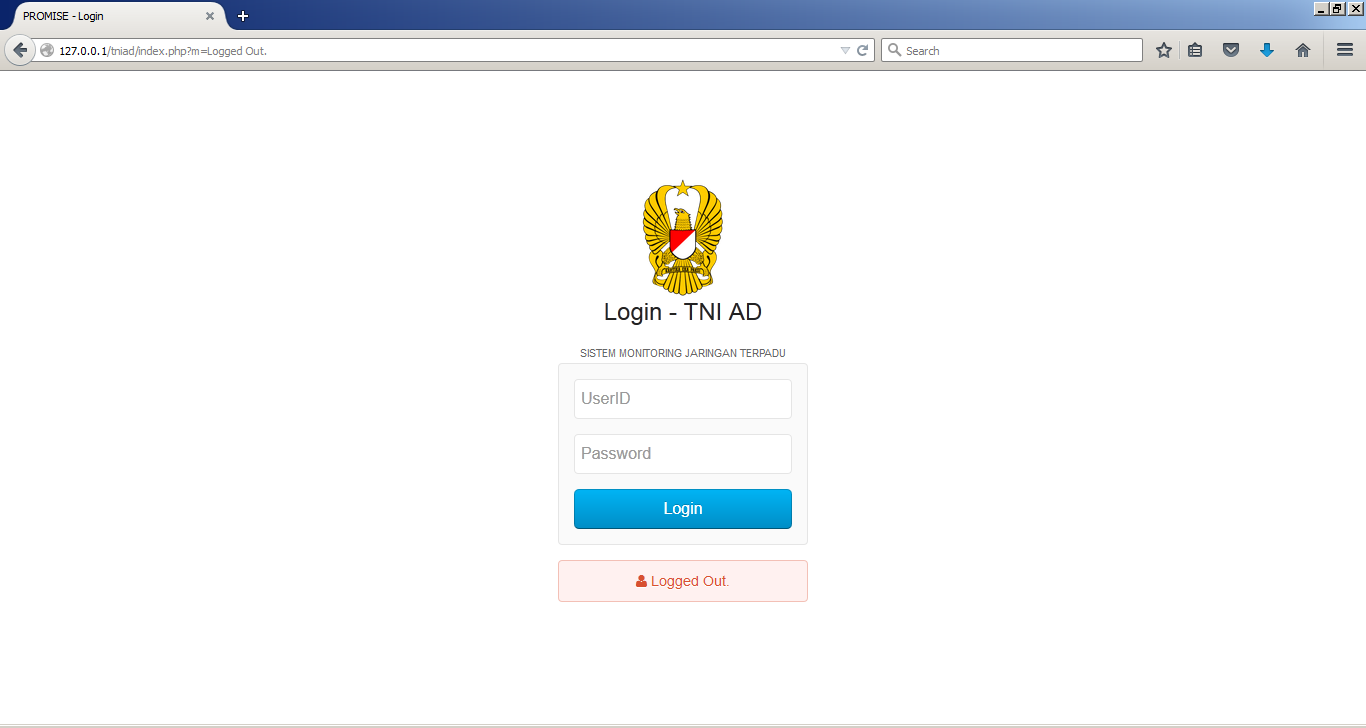 PROMISE - Login
127.0.0.1/tniad/index.php?m=Logged Out.
Search
Login - TNI AD
SISTEM MONITORING JARINGAN TERPADU
UserID
Password
Login
Logged Out.